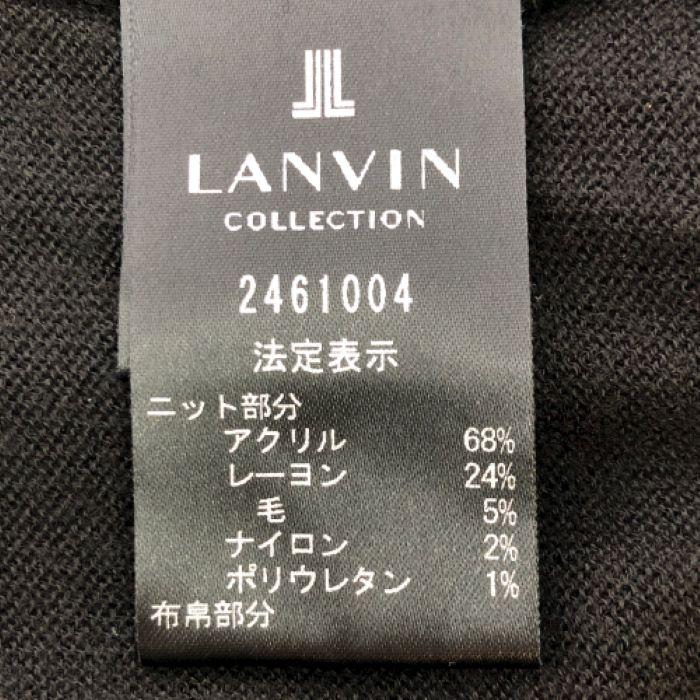 LANVIN
COLLECTION
2461004
法定表示
ニット部分
アクリル 68%
レーヨン 24%
毛 5%
ナイロン 2%
ポリウレタン 1%
布帛部分